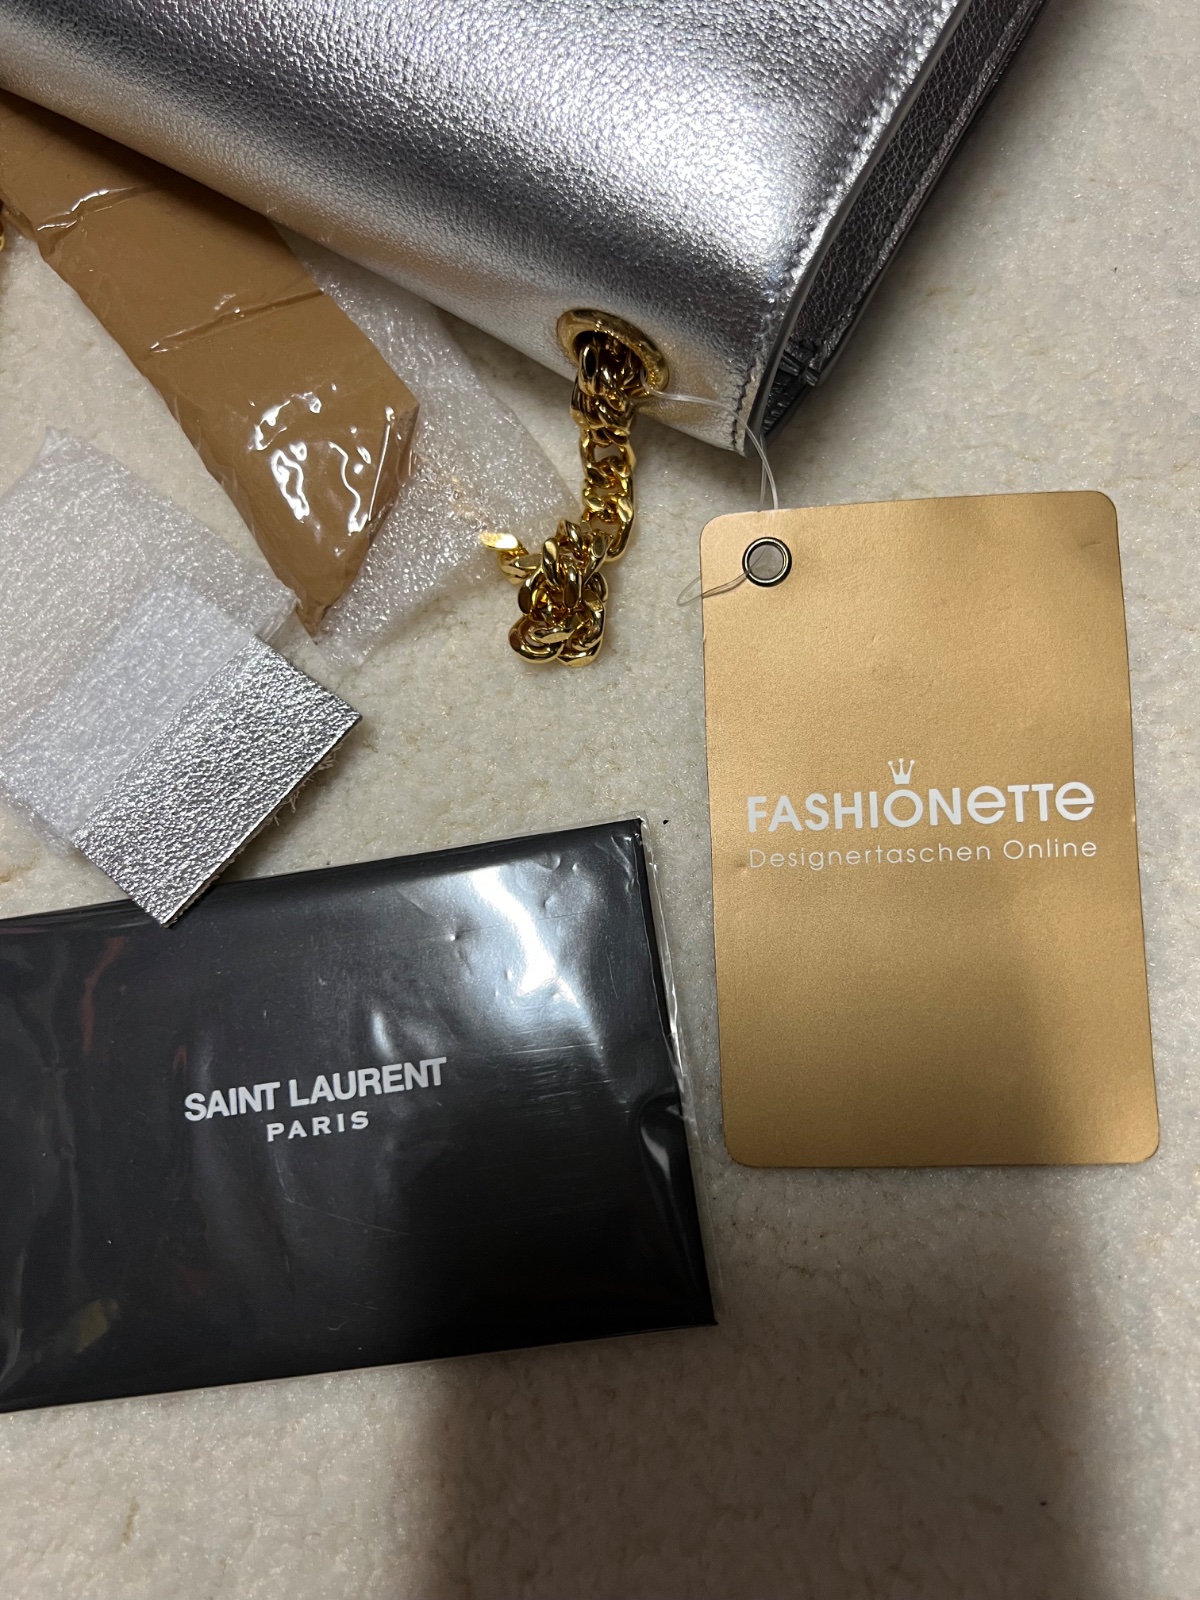 FASHIONETTE
Designertaschen Online
SAINT LAURENT
PARIS